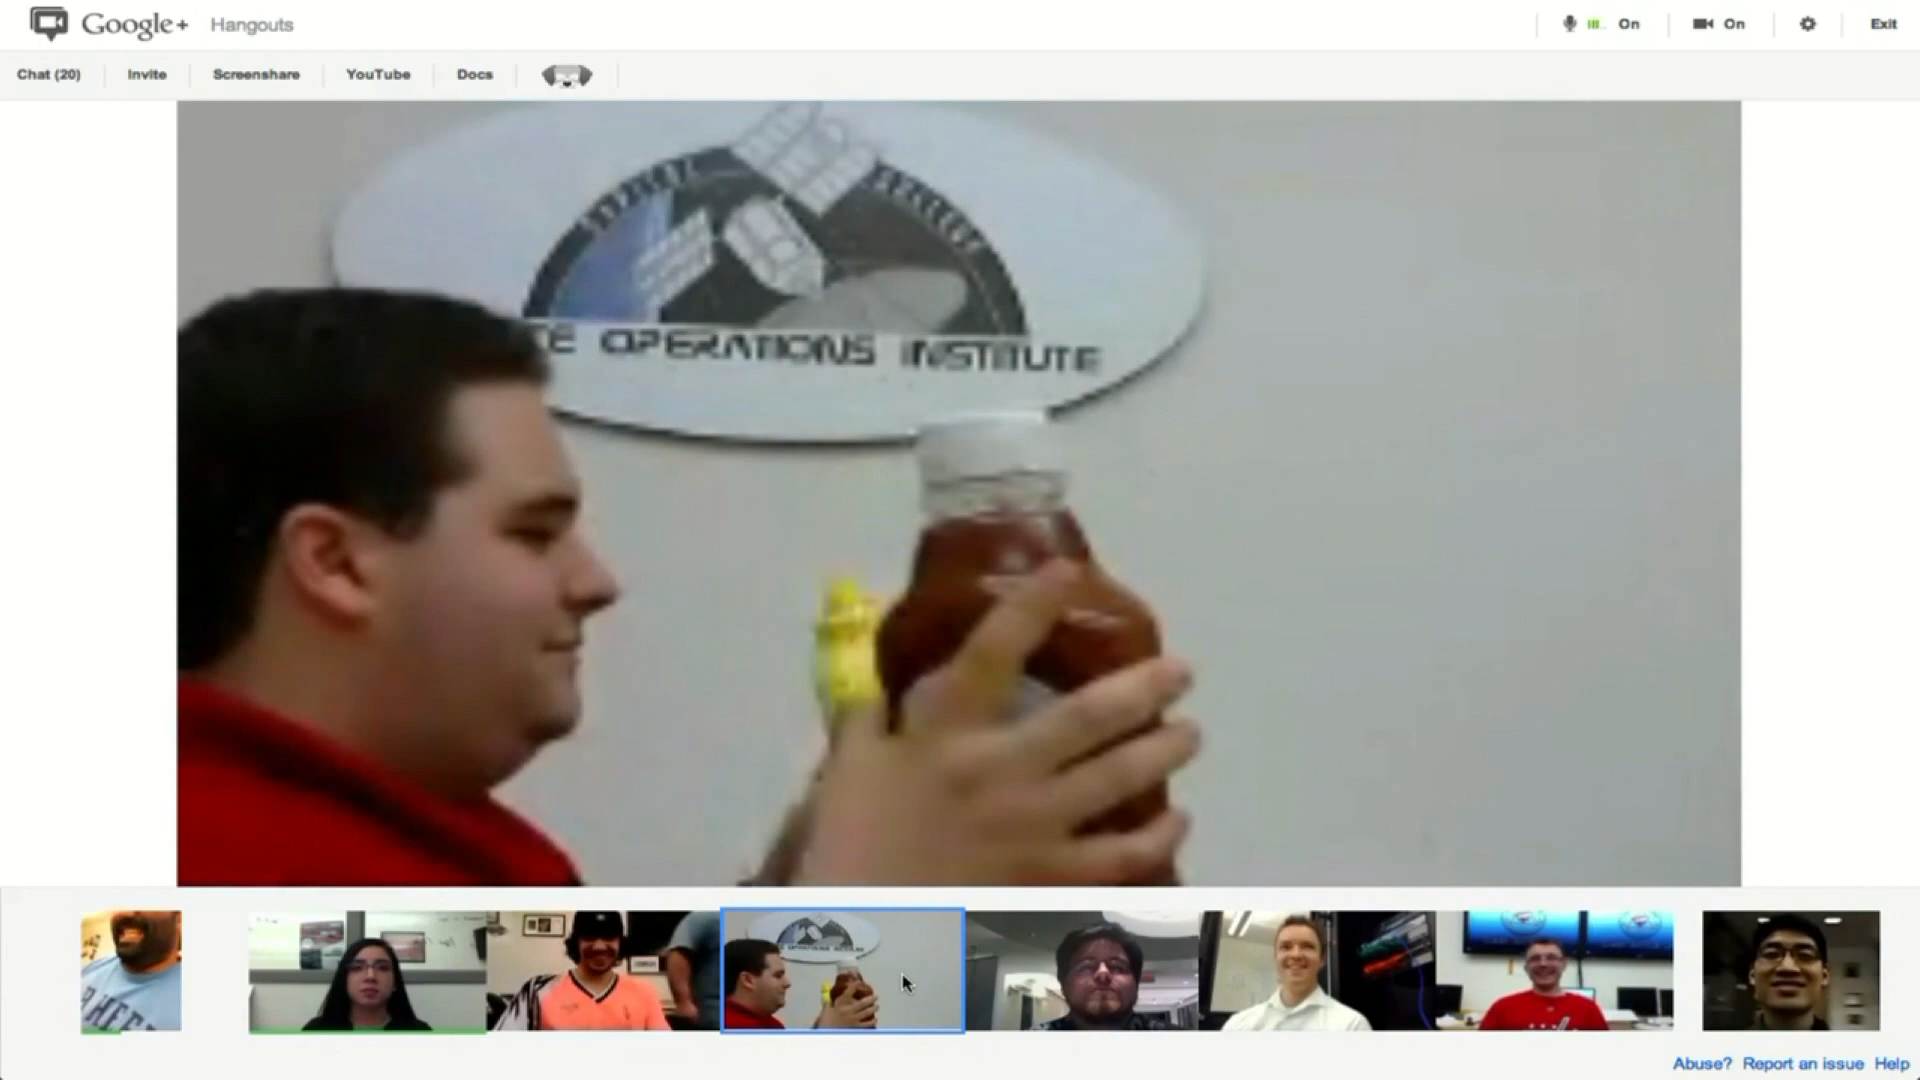 Google+ Hangouts
On
On
Exit
Chat (20)
Invite
Screenshare
YouTube
Docs
OPERATIONS INSTITUTE
Abuse? Report an issue Help